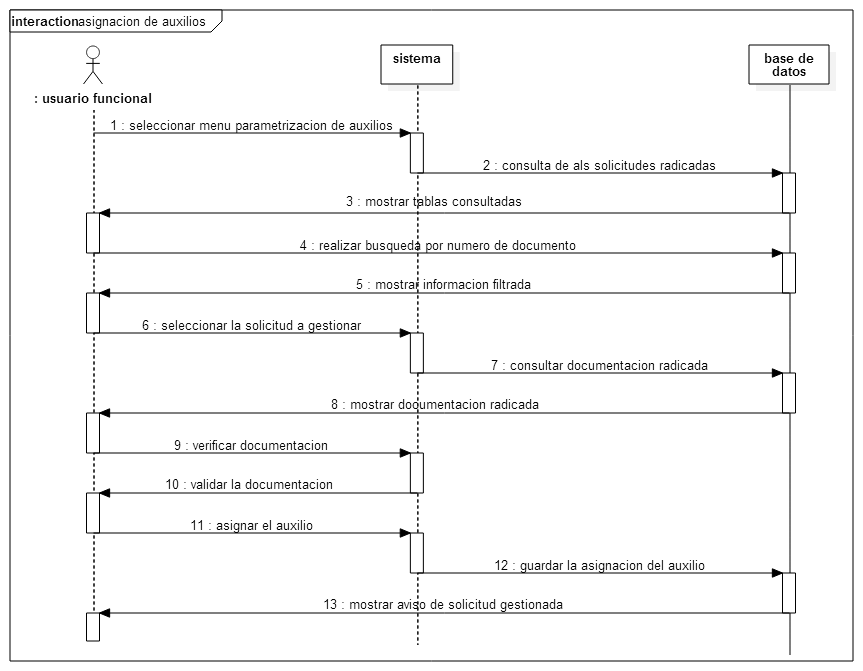 interaction asignacion de auxilios
sistema
base de
datos
: usuario funcional
1 : seleccionar menu parametrizacion de auxilios
2 : consulta de als solicitudes radicadas
3 : mostrar tablas consultadas
4 : realizar busqueda por numero de documento
5 : mostrar informacion filtrada
6 : seleccionar la solicitud a gestionar
7 : consultar documentacion radicada
8 : mostrar documentacion radicada
9 : verificar documentacion
10 : validar la documentacion
11 : asignar el auxilio
12 : guardar la asignacion del auxilio
13 : mostrar aviso de solicitud gestionada